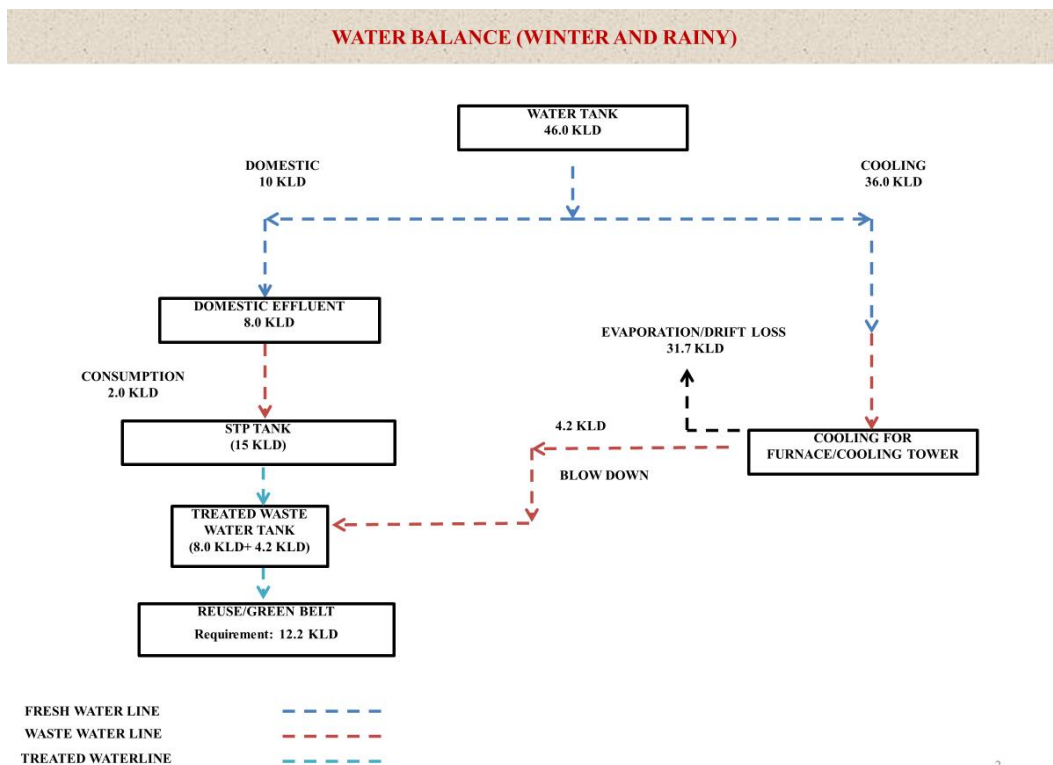 WATER BALANCE (WINTER AND RAINY)
WATER TANK
46.0 KLD
DOMESTIC
10 KLD
COOLING
36.0 KLD
DOMESTIC EFFLUENT
8.0 KLD
EVAPORATION/DRIFT LOSS
31.7 KLD
CONSUMPTION
2.0 KLD
STP TANK
(15 KLD)
4.2 KLD
BLOW DOWN
COOLING FOR
FURNACE/COOLING TOWER
TREATED WASTE
WATER TANK
(8.0 KLD+ 4.2 KLD)
REUSE/GREEN BELT
Requirement: 12.2 KLD
FRESH WATER LINE
WASTE WATER LINE
TREATED WATERLINE